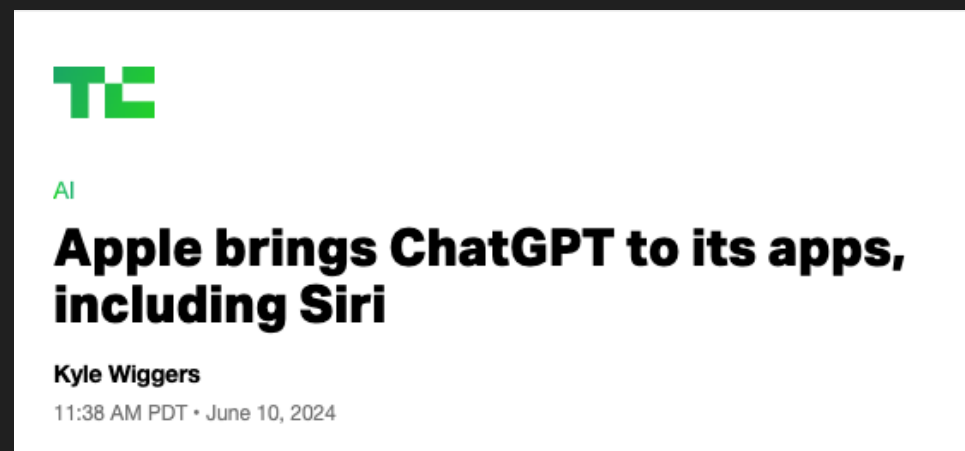 TC
AI
Apple brings ChatGPT to its apps,
including Siri
Kyle Wiggers
11:38 AM PDT • June 10, 2024